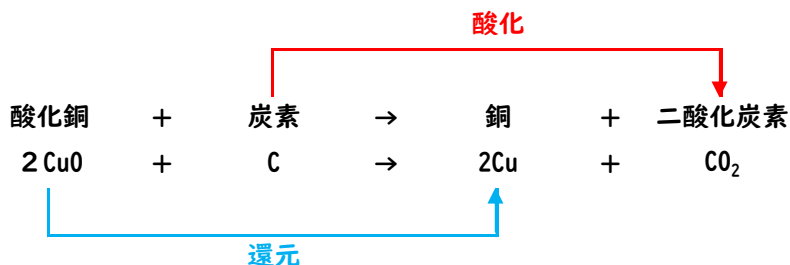 酸化
酸化銅 + 炭素 → 銅 + 二酸化炭素
2CuO + C → 2Cu + CO₂
還元